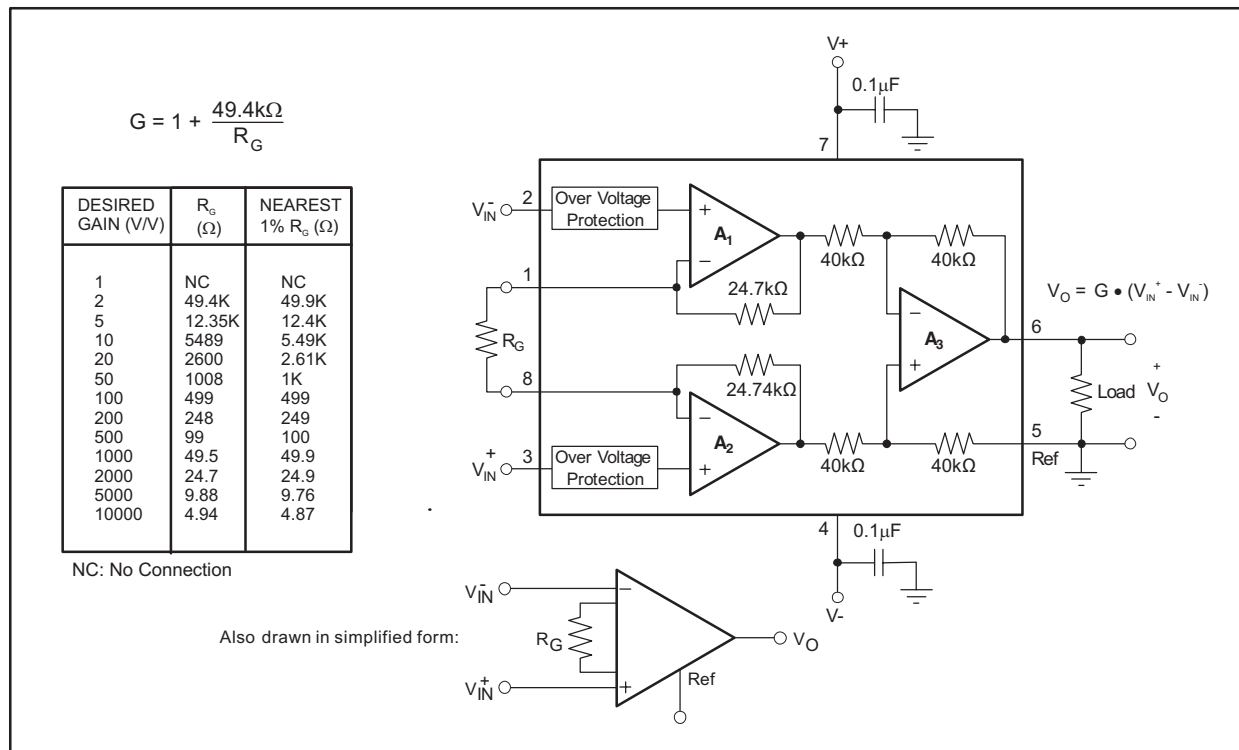 G = 1 + 49.4kΩ / R_G
DESIRED GAIN (V/V) R_G (Ω) NEAREST 1% R_G (Ω)
1 NC NC
2 49.4K 49.9K
5 12.35K 12.4K
10 5489 5.49K
20 2600 2.61K
50 1008 1K
100 499 499
200 248 249
500 99 100
1000 49.5 49.9
2000 24.7 24.9
5000 9.88 9.76
10000 4.94 4.87
NC: No Connection
V+
0.1µF
7
V_IN^- 2 Over Voltage Protection
+
A1
-
40kΩ
40kΩ
1
24.7kΩ
R_G
8
24.74kΩ
-
A2
+
V_IN^+ 3 Over Voltage Protection
40kΩ
40kΩ
-
A3
+
V_O = G • (V_IN^+ - V_IN^-)
6
Load
+
V_O
-
5
Ref
4
0.1µF
V-
Also drawn in simplified form:
V_IN^-
-
R_G
V_IN^+
+
V_O
Ref